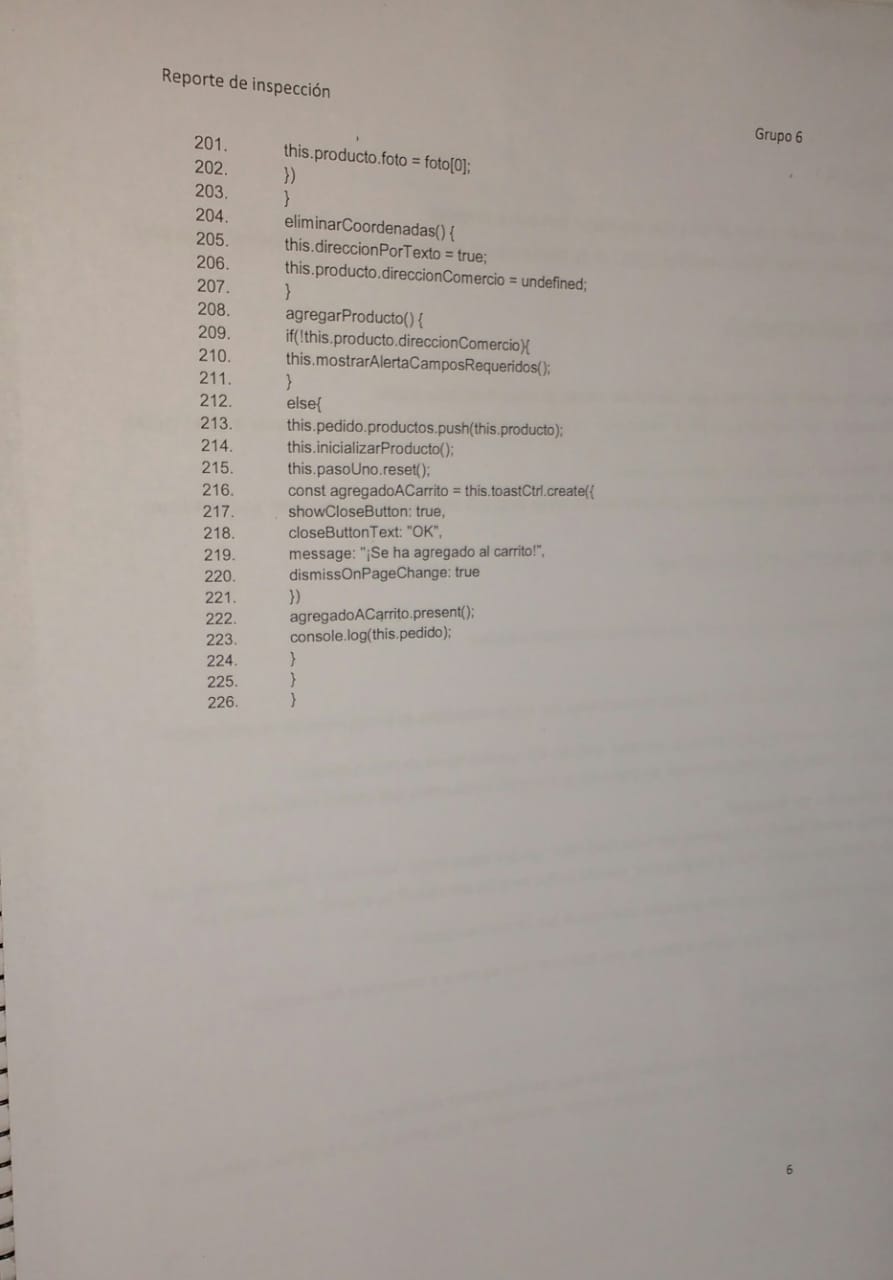 Reporte de inspección
Grupo 6
201. this.producto.foto = foto[0];
202. })
203. }
204. eliminarCoordenadas() {
205. this.direccionPorTexto = true;
206. this.producto.direccionComercio = undefined;
207. }
208. agregarProducto() {
209. if(!this.producto.direccionComercio){
210. this.mostrarAlertaCamposRequeridos();
211. }
212. else{
213. this.pedido.productos.push(this.producto);
214. this.inicializarProducto();
215. this.pasoUno.reset();
216. const agregadoACarrito = this.toastCtrl.create({
217. showCloseButton: true,
218. closeButtonText: "OK",
219. message: "¡Se ha agregado al carrito!",
220. dismissOnPageChange: true
221. })
222. agregadoACarrito.present();
223. console.log(this.pedido);
224. }
225. }
226. }
6